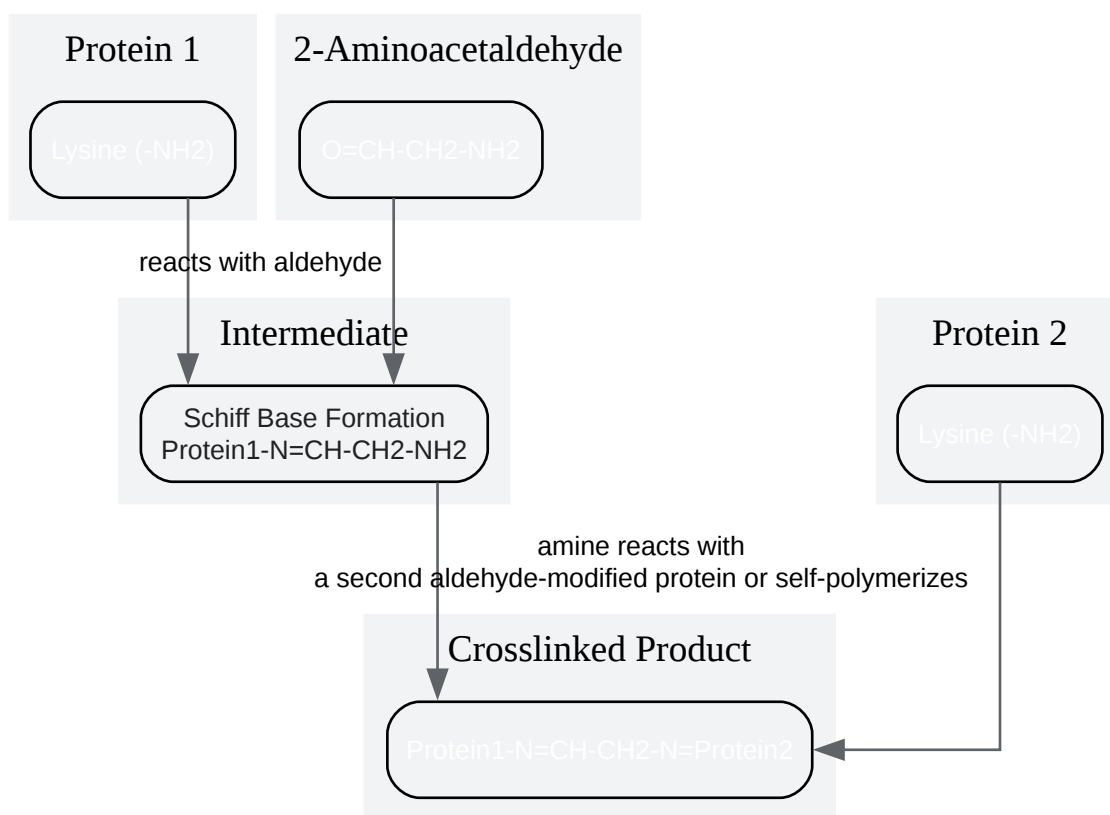 Protein 1
2-Aminoacetaldehyde
Lysine (-NH2)
O=CH-CH2-NH2
reacts with aldehyde
Intermediate
Protein 2
Schiff Base Formation
Protein1-N=CH-CH2-NH2
Lysine (-NH2)
amine reacts with
a second aldehyde-modified protein or self-polymerizes
Crosslinked Product
Protein1-N=CH-CH2-N=Protein2